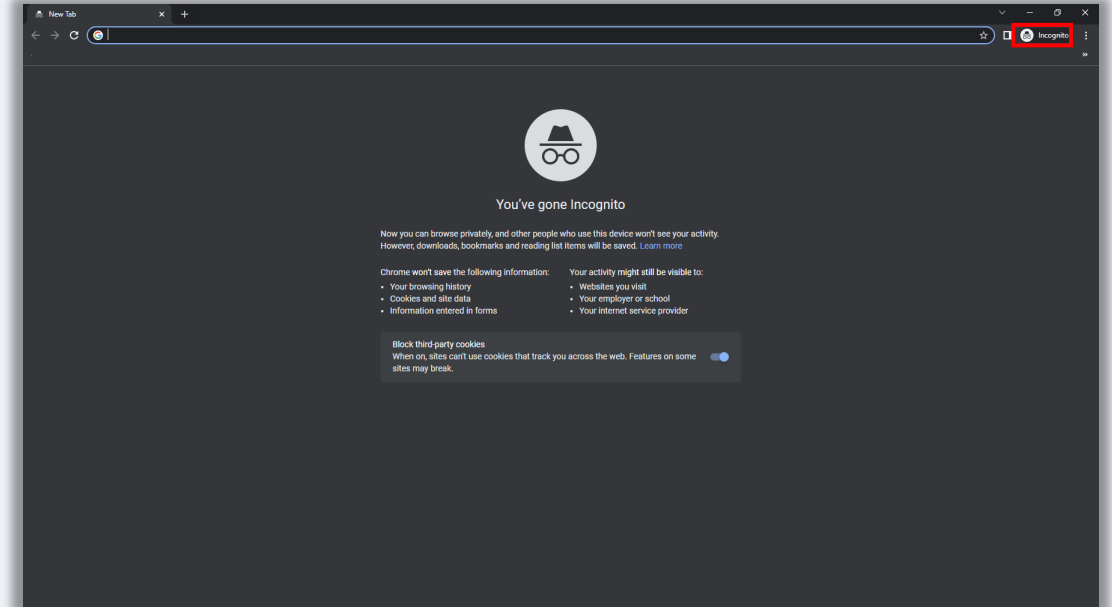 New Tab
Incognito
You've gone Incognito
Now you can browse privately, and other people who use this device won't see your activity.
However, downloads, bookmarks and reading list items will be saved. Learn more
Chrome won't save the following information:
• Your browsing history
• Cookies and site data
• Information entered in forms
Your activity might still be visible to:
• Websites you visit
• Your employer or school
• Your internet service provider
Block third-party cookies
When on, sites can't use cookies that track you across the web. Features on some
sites may break.